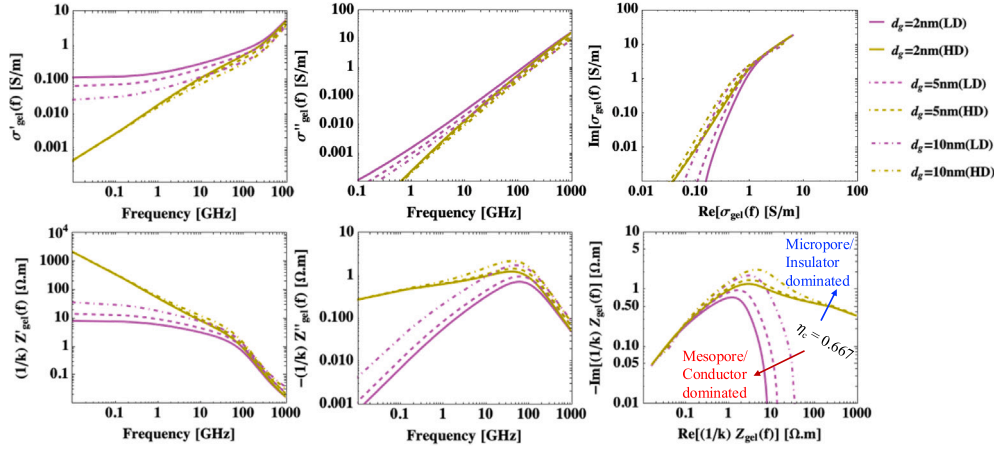 10
1
0.100
0.010
0.001
σ'gel(f) [S/m]
0.1 1 10 100 1000
Frequency [GHz]
100
10
1
0.100
0.010
0.001
σ''gel(f) [S/m]
0.1 1 10 100 1000
Frequency [GHz]
100
10
1
0.10
0.01
Im[σgel(f) [S/m]
0.01 0.10 1 10 100
Re[σgel(f) [S/m]
dg=2nm(LD)
dg=2nm(HD)
dg=5nm(LD)
dg=5nm(HD)
dg=10nm(LD)
dg=10nm(HD)
10⁴
1000
100
10
1
0.1
(1/k) Z'gel(f) [Ω.m]
0.1 1 10 100 1000
Frequency [GHz]
10
1
0.100
0.010
0.001
−(1/k) Z''gel(f) [Ω.m]
0.1 1 10 100 1000
Frequency [GHz]
10
5
1
0.50
0.10
0.05
0.01
−Im[(1/k) Zgel(f)] [Ω.m]
0.1 1 10 100 1000
Re[(1/k) Zgel(f)] [Ω.m]
Micropore/
Insulator
dominated
ηc = 0.667
Mesopore/
Conductor
dominated